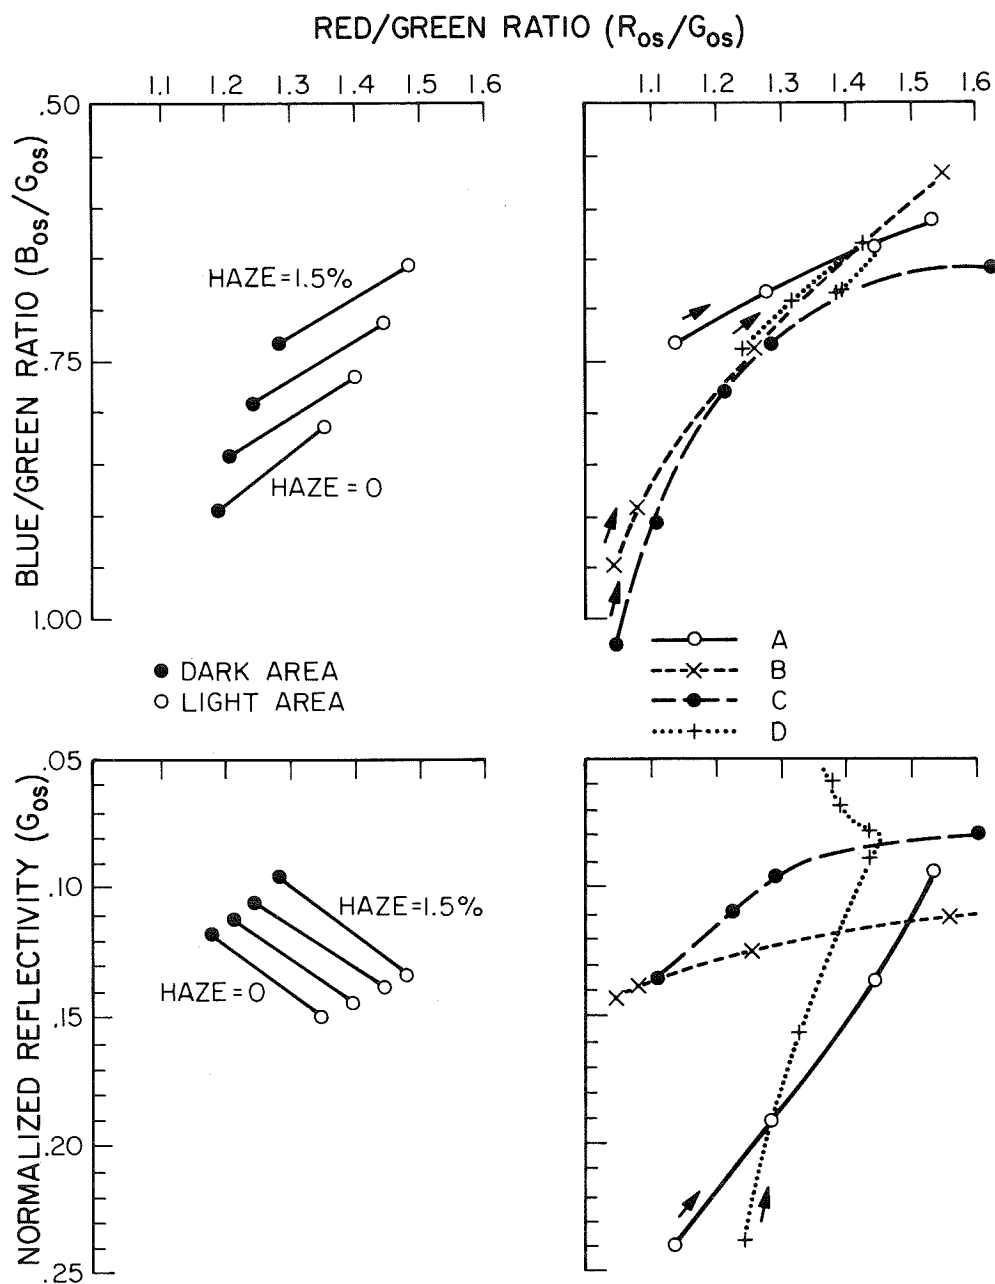 RED/GREEN RATIO (Ros/Gos)
1.1 1.2 1.3 1.4 1.5 1.6
1.1 1.2 1.3 1.4 1.5 1.6
BLUE/GREEN RATIO (Bos/Gos)
.50
.75
1.00
HAZE=1.5%
HAZE=0
DARK AREA
LIGHT AREA
A
B
C
D
NORMALIZED REFLECTIVITY (Gos)
.05
.10
.15
.20
.25
HAZE=1.5%
HAZE=0